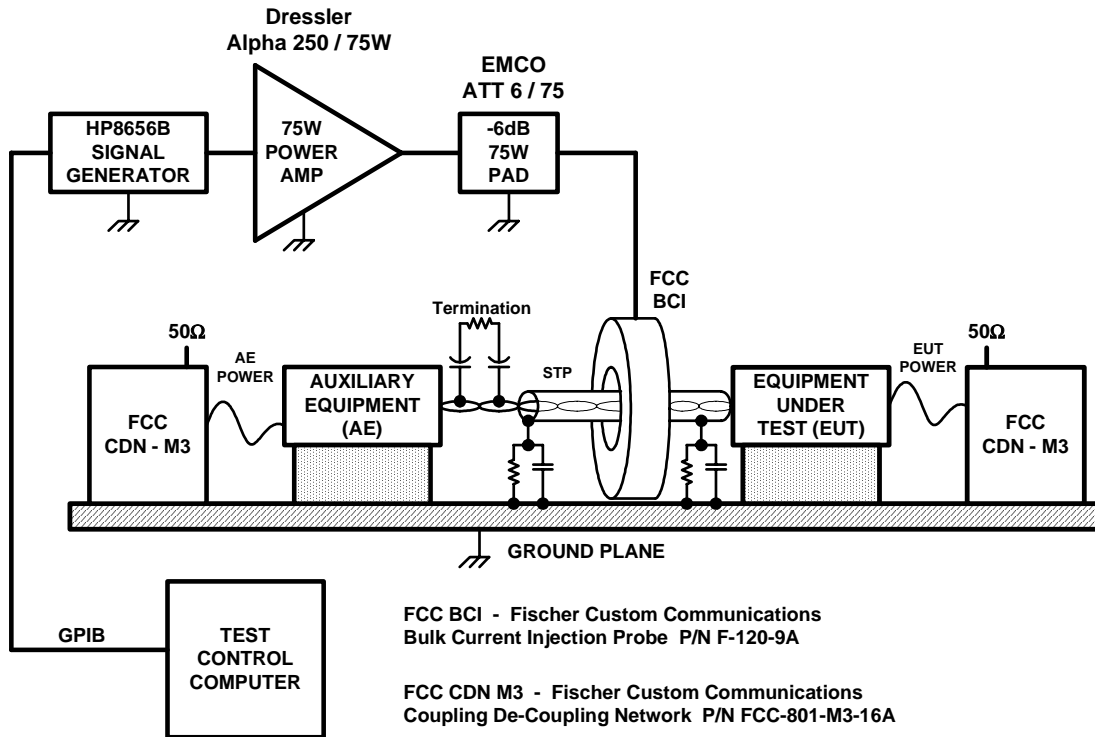 Dressler
Alpha 250 / 75W
EMCO
ATT 6 / 75
HP8656B
SIGNAL
GENERATOR
75W
POWER
AMP
-6dB
75W
PAD
FCC
BCI
Termination
50Ω
AE
POWER
STP
EUT
POWER
50Ω
FCC
CDN - M3
AUXILIARY
EQUIPMENT
(AE)
EQUIPMENT
UNDER
TEST (EUT)
FCC
CDN - M3
GROUND PLANE
GPIB
TEST
CONTROL
COMPUTER
FCC BCI - Fischer Custom Communications
Bulk Current Injection Probe P/N F-120-9A
FCC CDN M3 - Fischer Custom Communications
Coupling De-Coupling Network P/N FCC-801-M3-16A